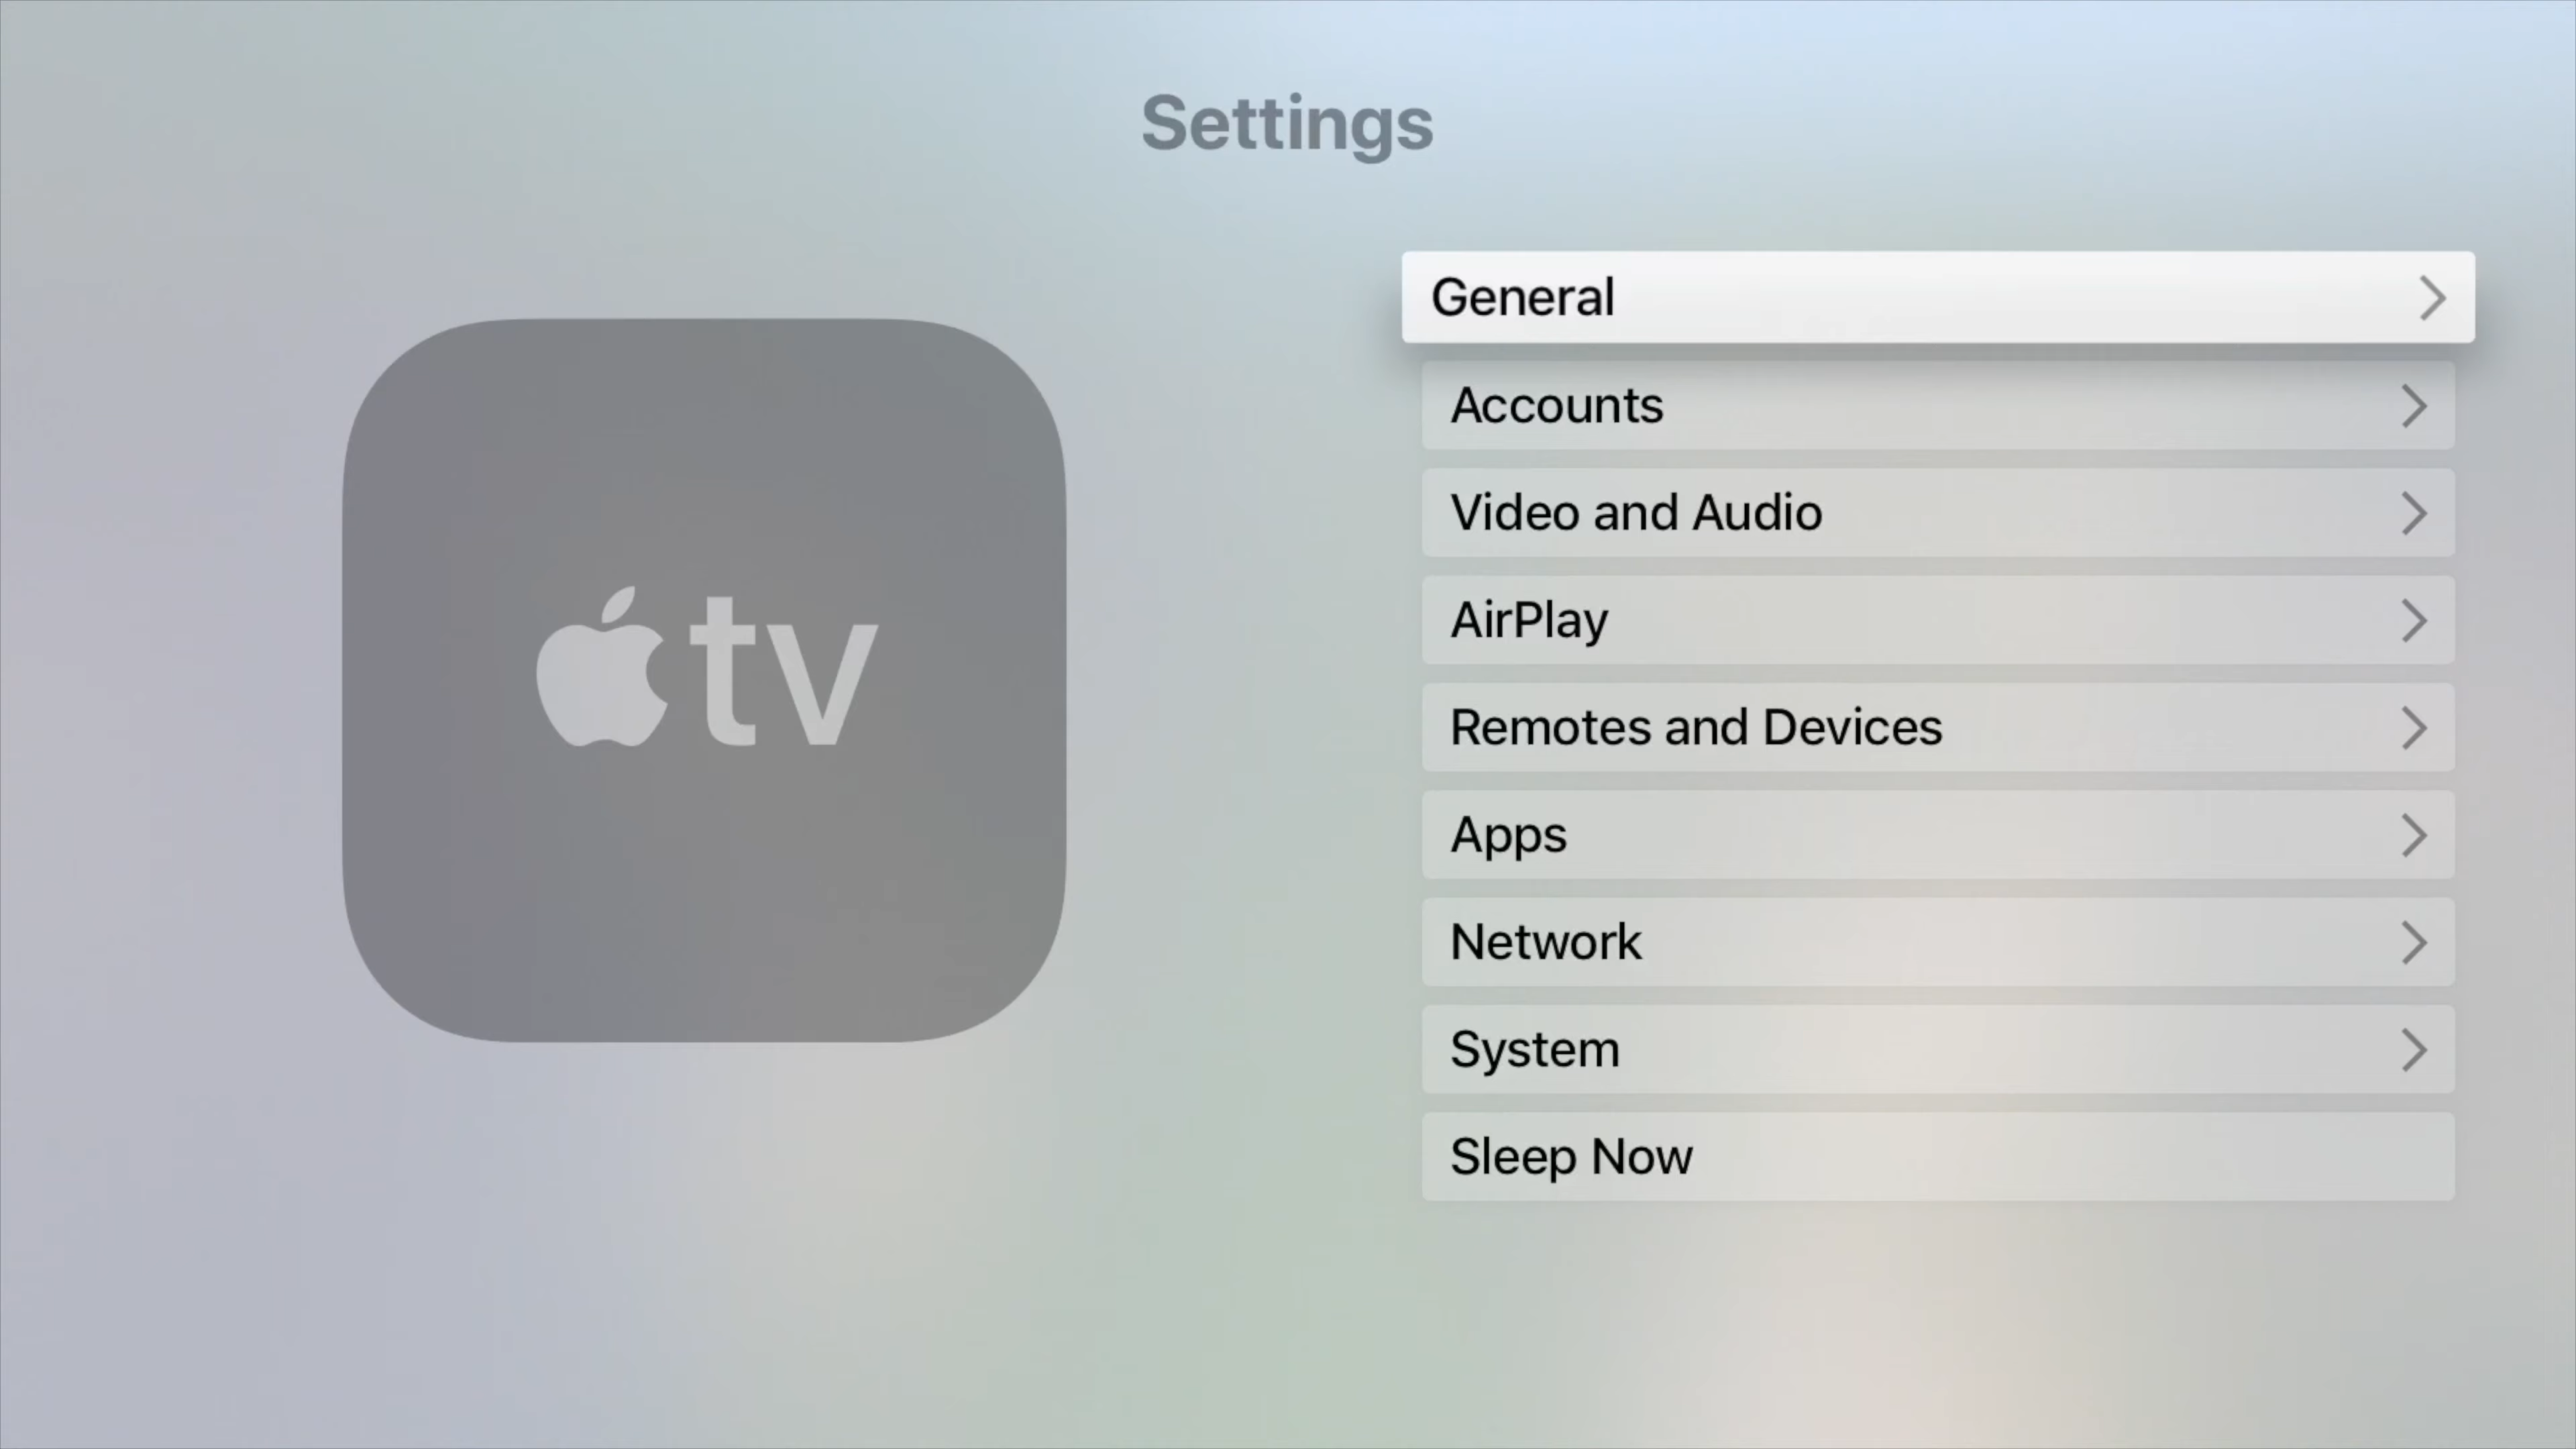 Settings
tv
General
Accounts
Video and Audio
AirPlay
Remotes and Devices
Apps
Network
System
Sleep Now